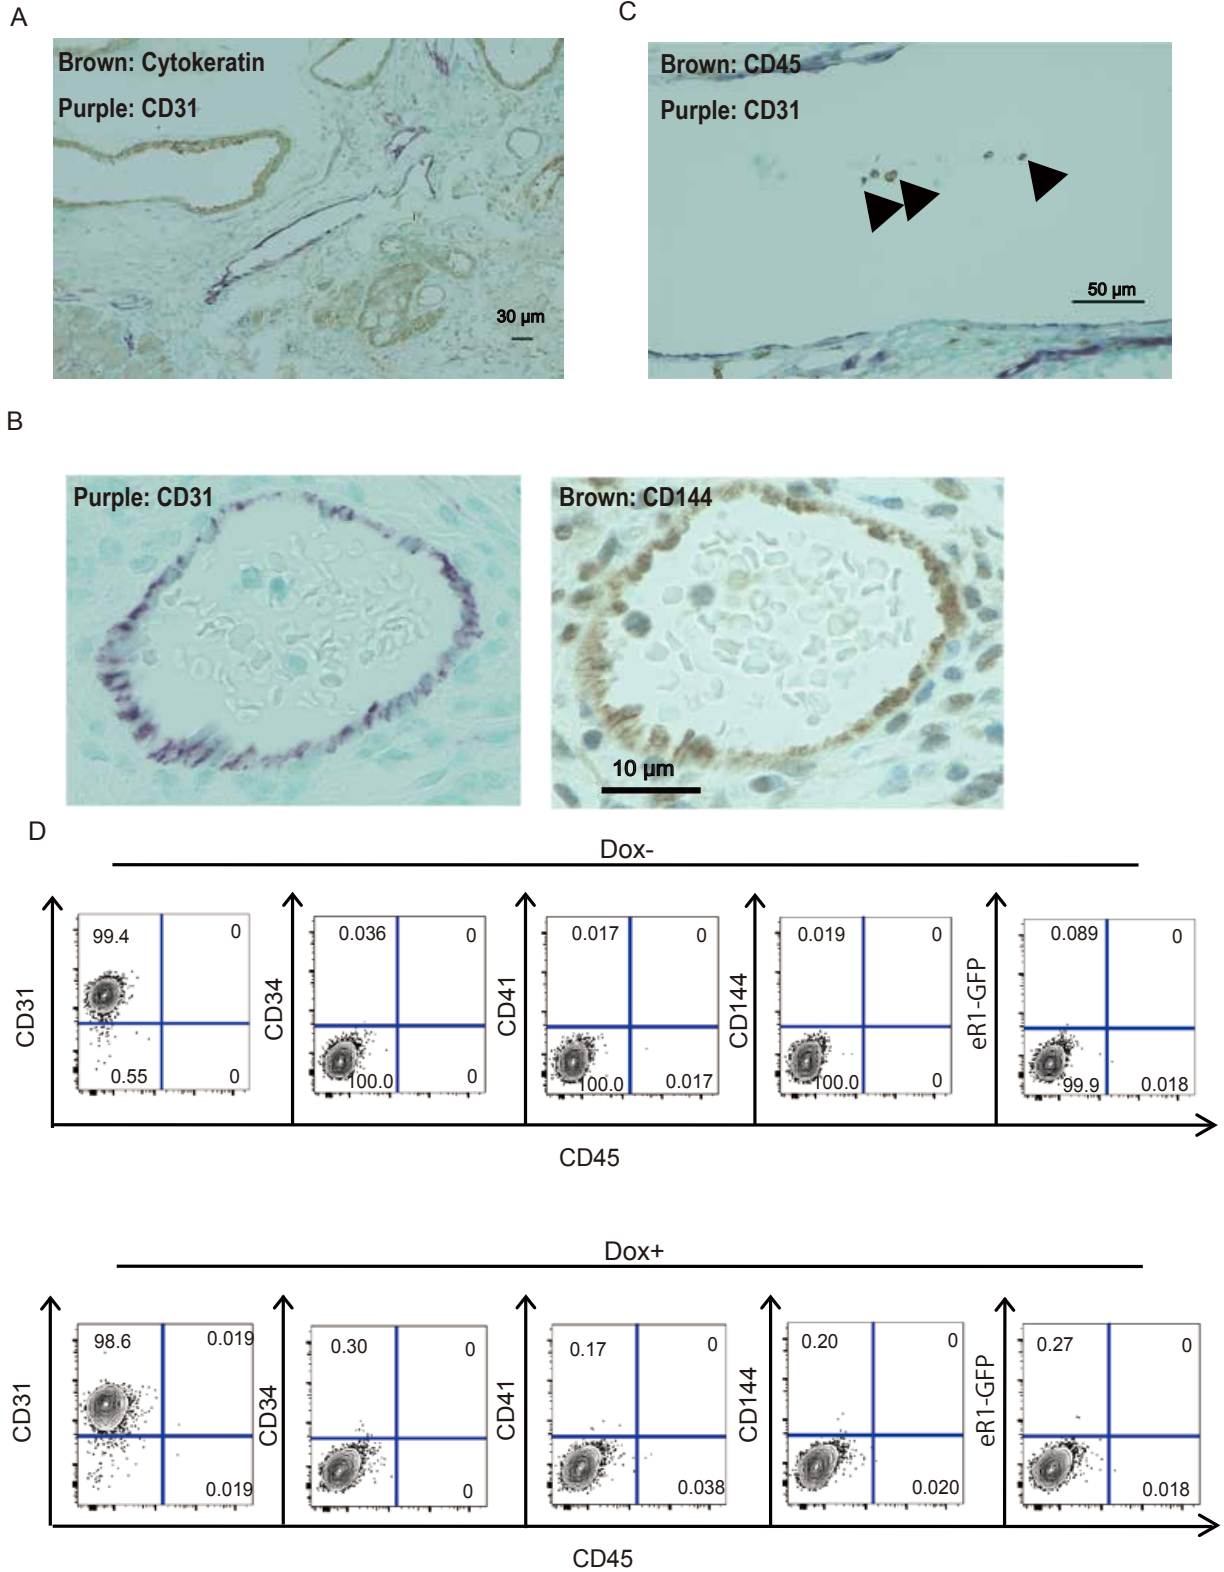 A
Brown: Cytokeratin
Purple: CD31
30 µm
C
Brown: CD45
Purple: CD31
50 µm
B
Purple: CD31
Brown: CD144
10 µm
D
Dox-
CD31
99.4
0
0.55
0
CD34
0.036
0
100.0
0
CD41
0.017
0
100.0
0.017
CD144
0.019
0
100.0
0
eR1-GFP
0.089
0
99.9
0.018
CD45
Dox+
CD31
98.6
0.019
0.019
CD34
0.30
0
0
CD41
0.17
0
0.038
CD144
0.20
0
0.020
eR1-GFP
0.27
0
0.018
CD45